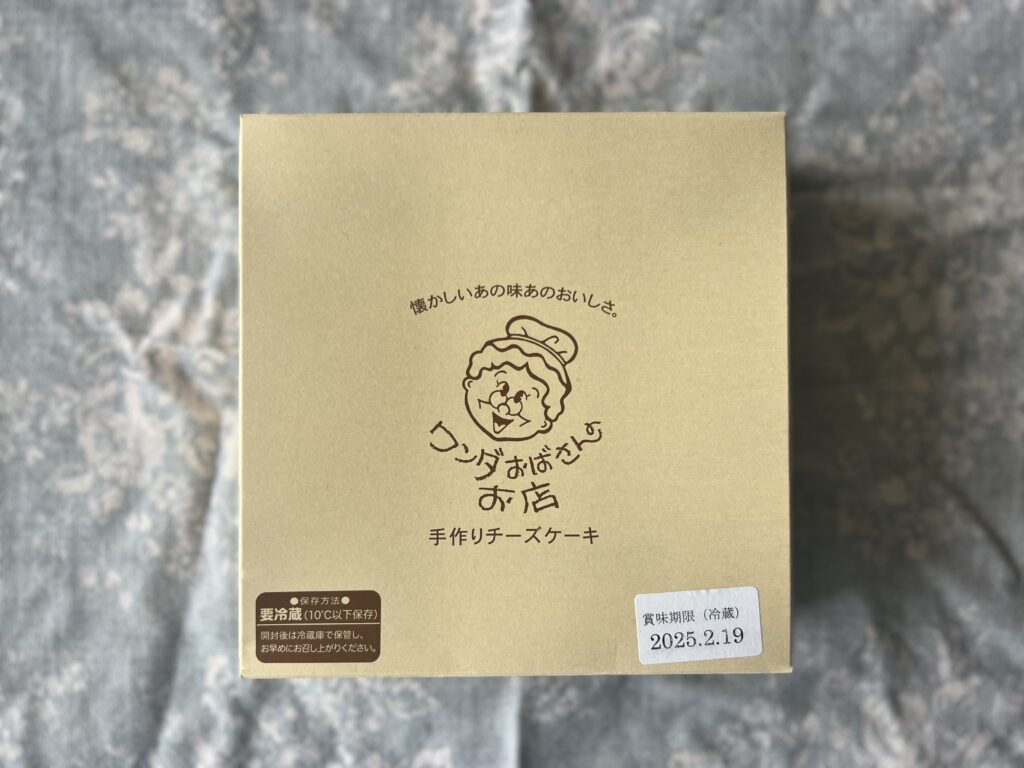 懐かしいあの味あのおいしさ。
ワンダおばさんの
お店
手作りチーズケーキ
●保存方法●
要冷蔵(10℃以下保存)
開封後は冷蔵庫で保管し、
お早めにお召し上がりください。
賞味期限（冷蔵）
2025.2.19